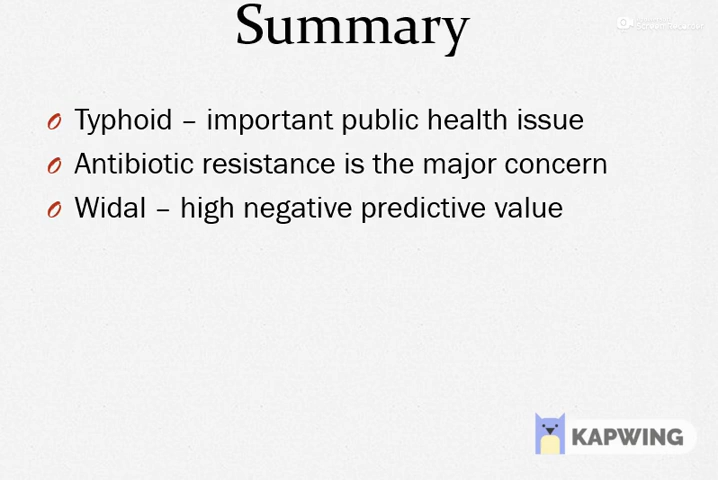 Summary
Typhoid – important public health issue
Antibiotic resistance is the major concern
Widal – high negative predictive value
KAPWING